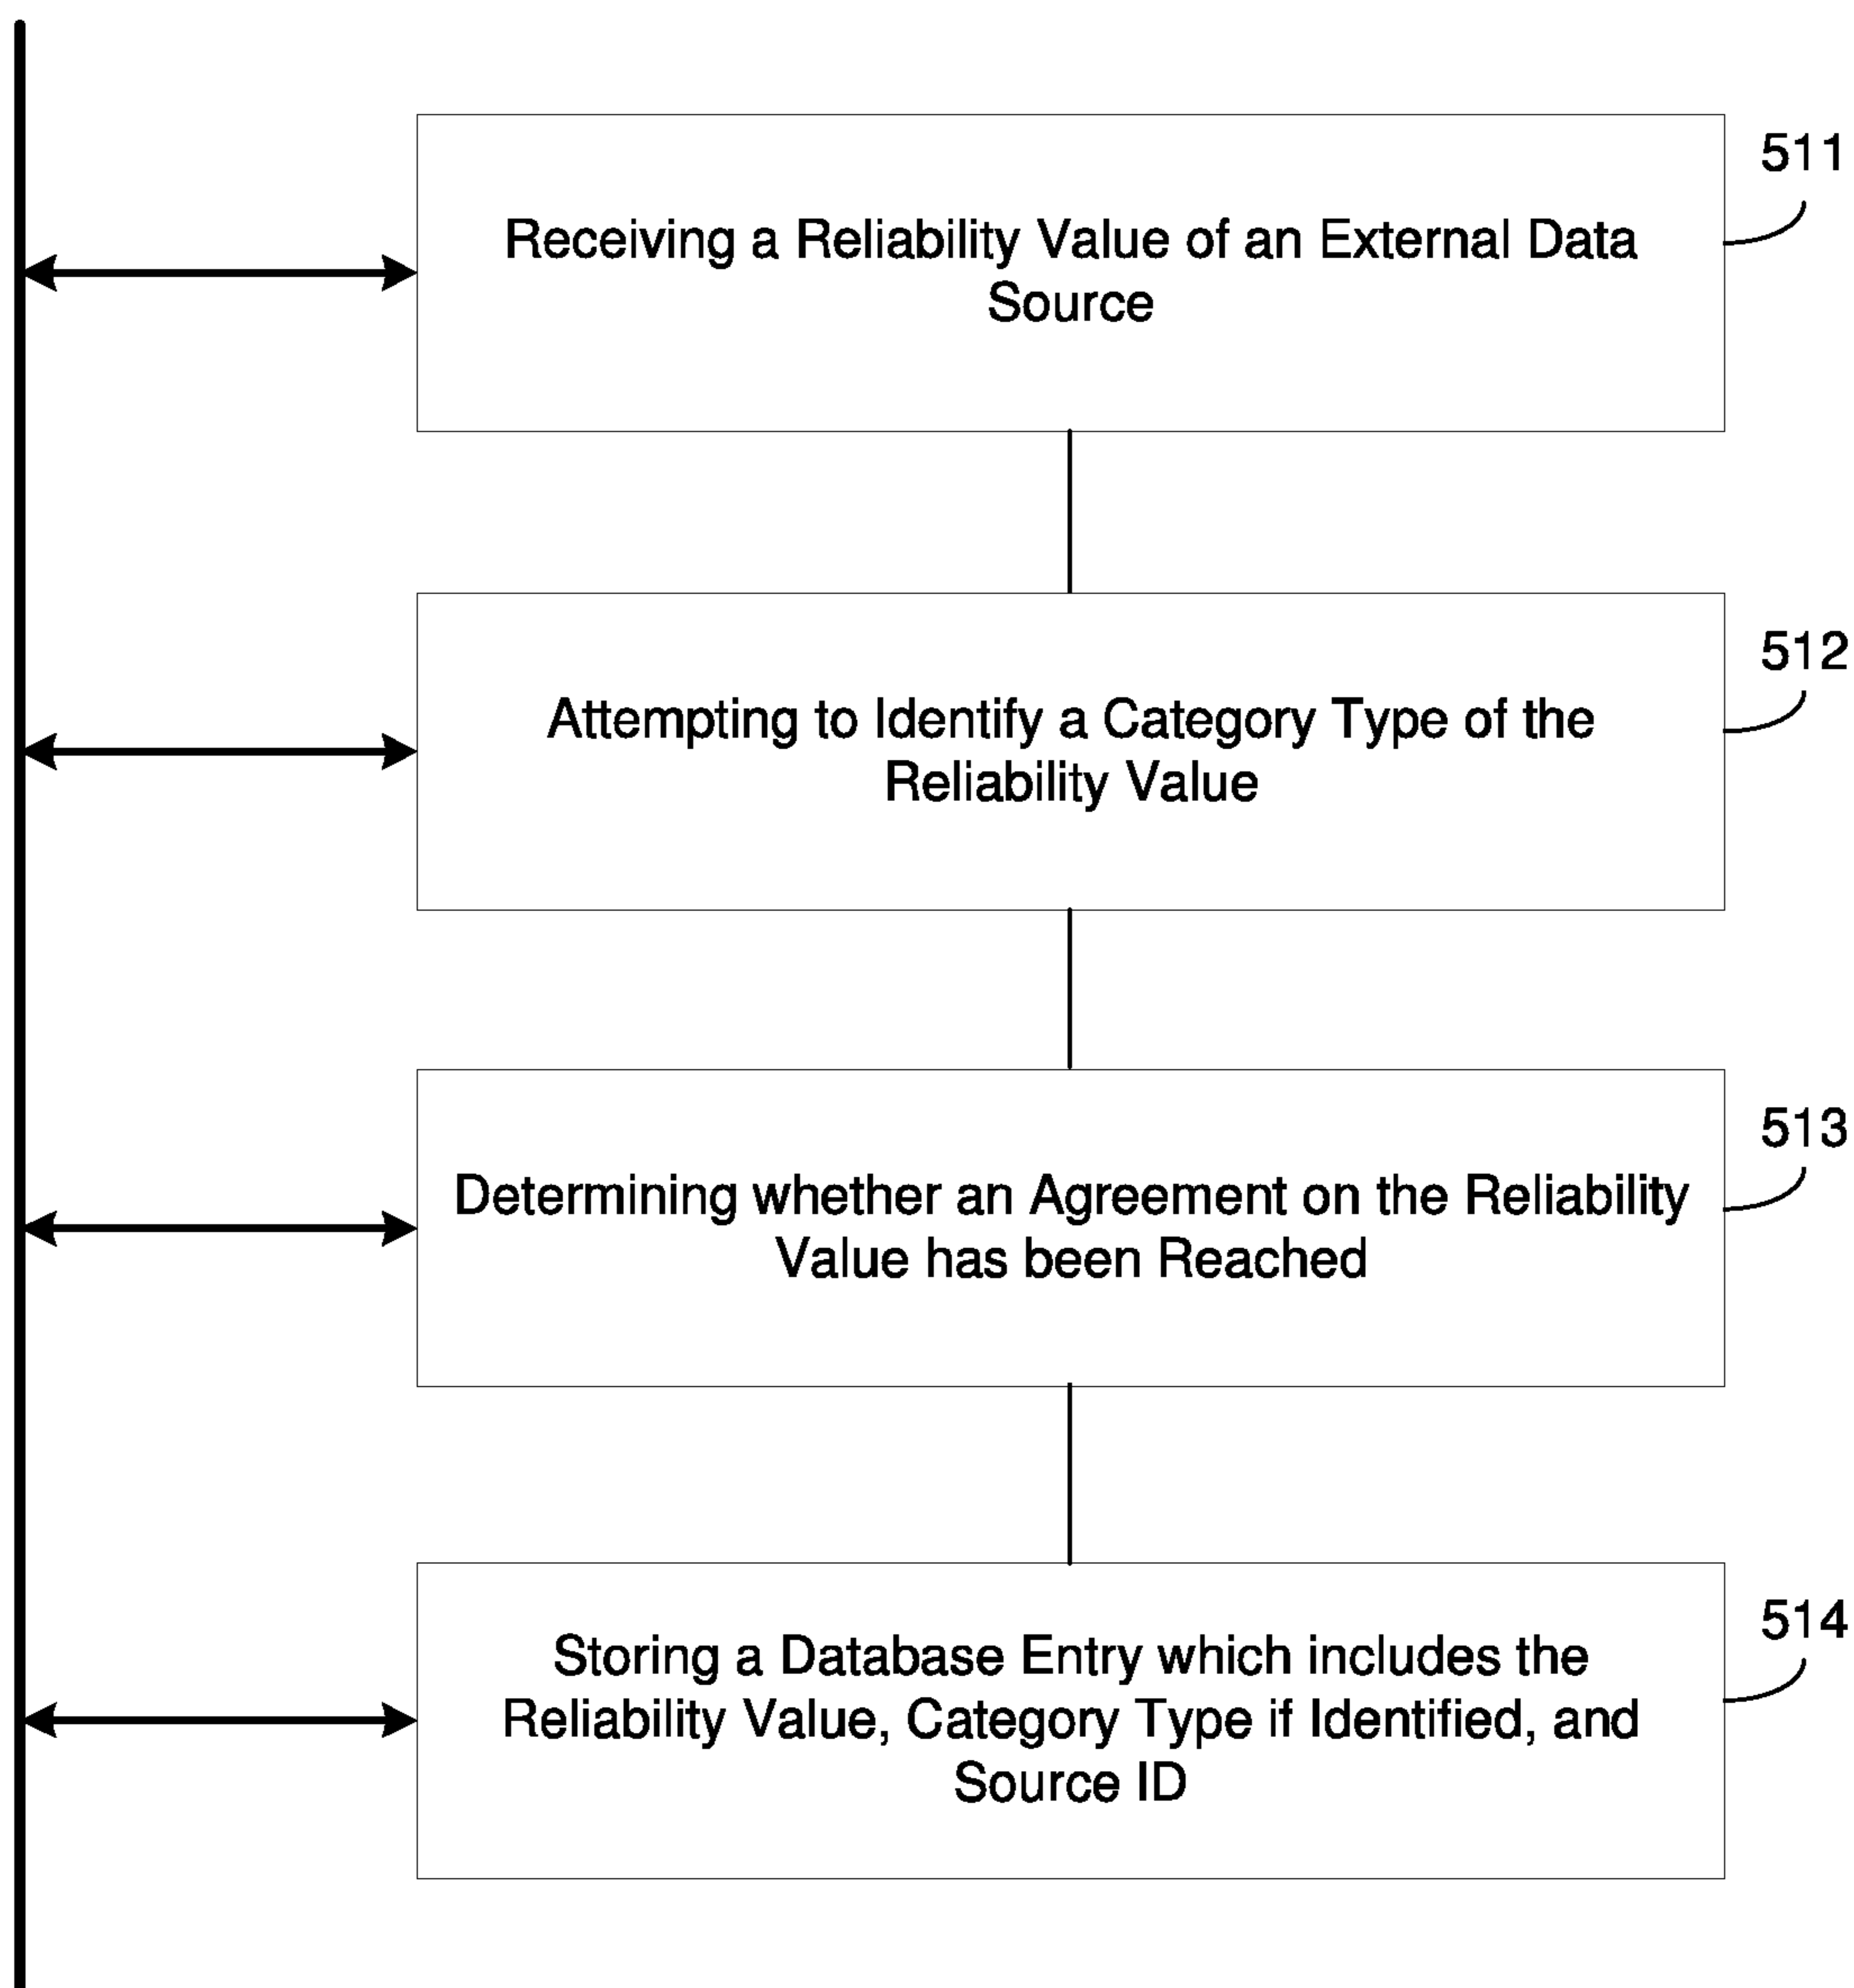 511
Receiving a Reliability Value of an External Data
Source
512
Attempting to Identify a Category Type of the
Reliability Value
513
Determining whether an Agreement on the Reliability
Value has been Reached
514
Storing a Database Entry which includes the
Reliability Value, Category Type if Identified, and
Source ID